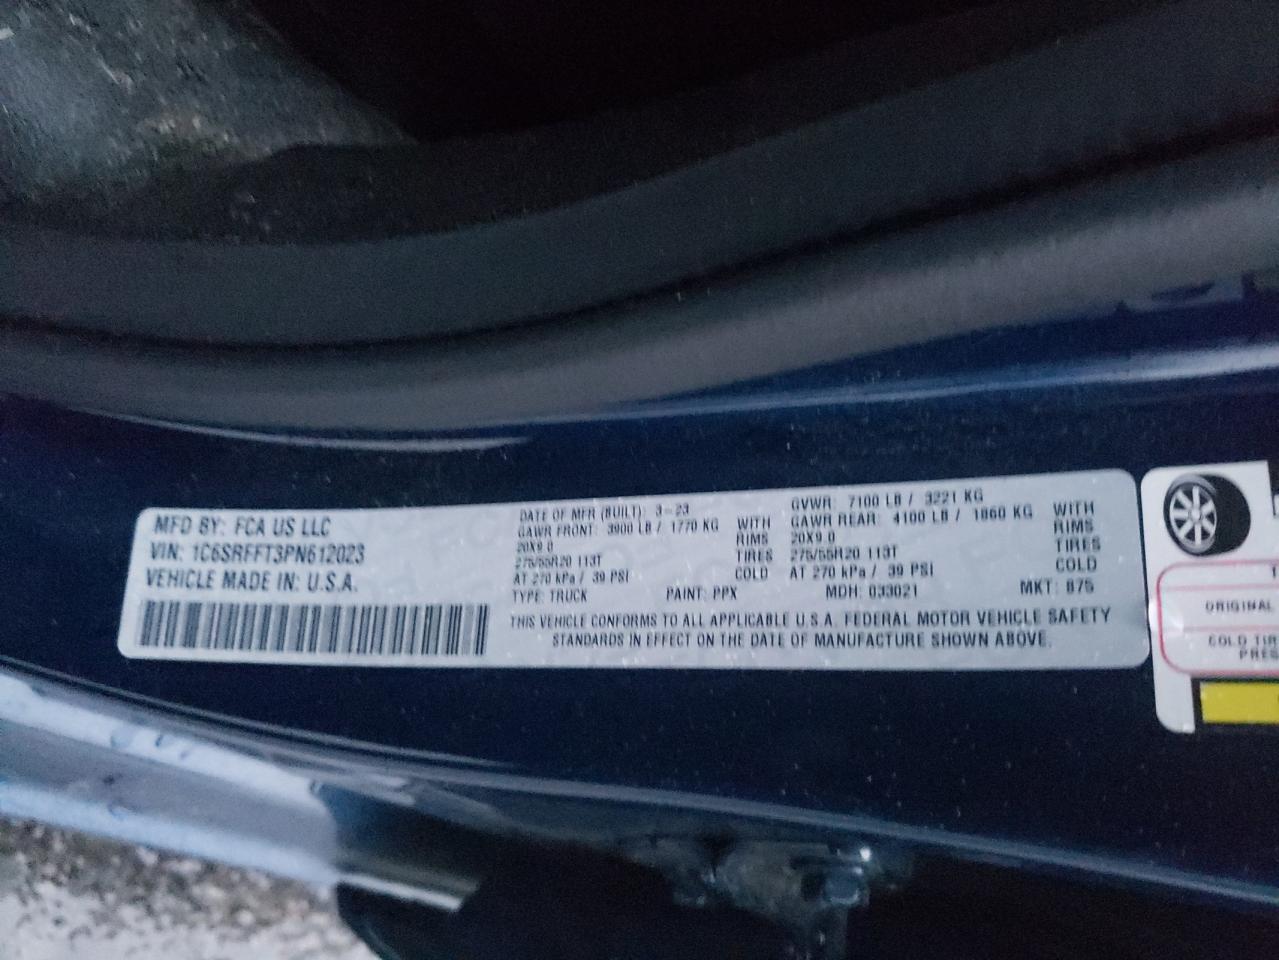 MFD BY: FCA US LLC
VIN: 1C6SRFFT3PN612023
VEHICLE MADE IN: U.S.A.
DATE OF MFR (BUILT): 3-23
GAWR FRONT: 3900 LB / 1770 KG WITH
20X9.0 RIMS
275/55R20 113T TIRES
AT 270 kPa / 39 PSI COLD
TYPE: TRUCK PAINT: PPX
GVWR: 7100 LB / 3221 KG
GAWR REAR: 4100 LB / 1860 KG WITH
20X9.0 RIMS
275/55R20 113T TIRES
AT 270 kPa / 39 PSI COLD
MDH: 033021 MKT: 875
THIS VEHICLE CONFORMS TO ALL APPLICABLE U.S.A. FEDERAL MOTOR VEHICLE SAFETY
STANDARDS IN EFFECT ON THE DATE OF MANUFACTURE SHOWN ABOVE.
ORIGINAL
COLD TIRE
PRES